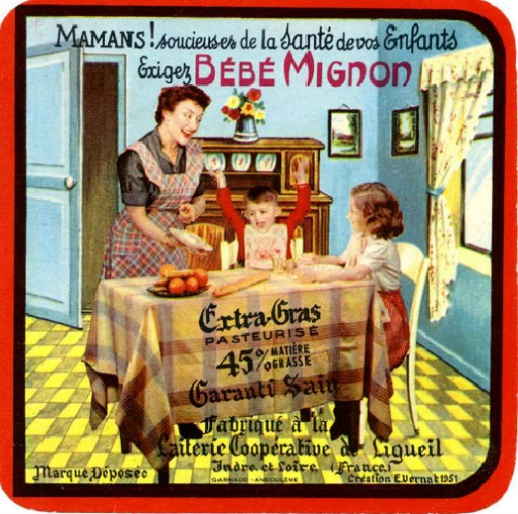 MAMANS! soucieuses de la santé de vos Enfants
Exigez BÉBÉ MIGNON
Extra-Gras
PASTEURISÉ
45% MATIÈRE GRASSE
Garanti Sain
Fabriqué à la
Laiterie Coopérative de Ligueil
Indre et Loire. (France.)
Marque Déposée
GARNAUD-ANGOULÊME
Création E.Vernat 1951